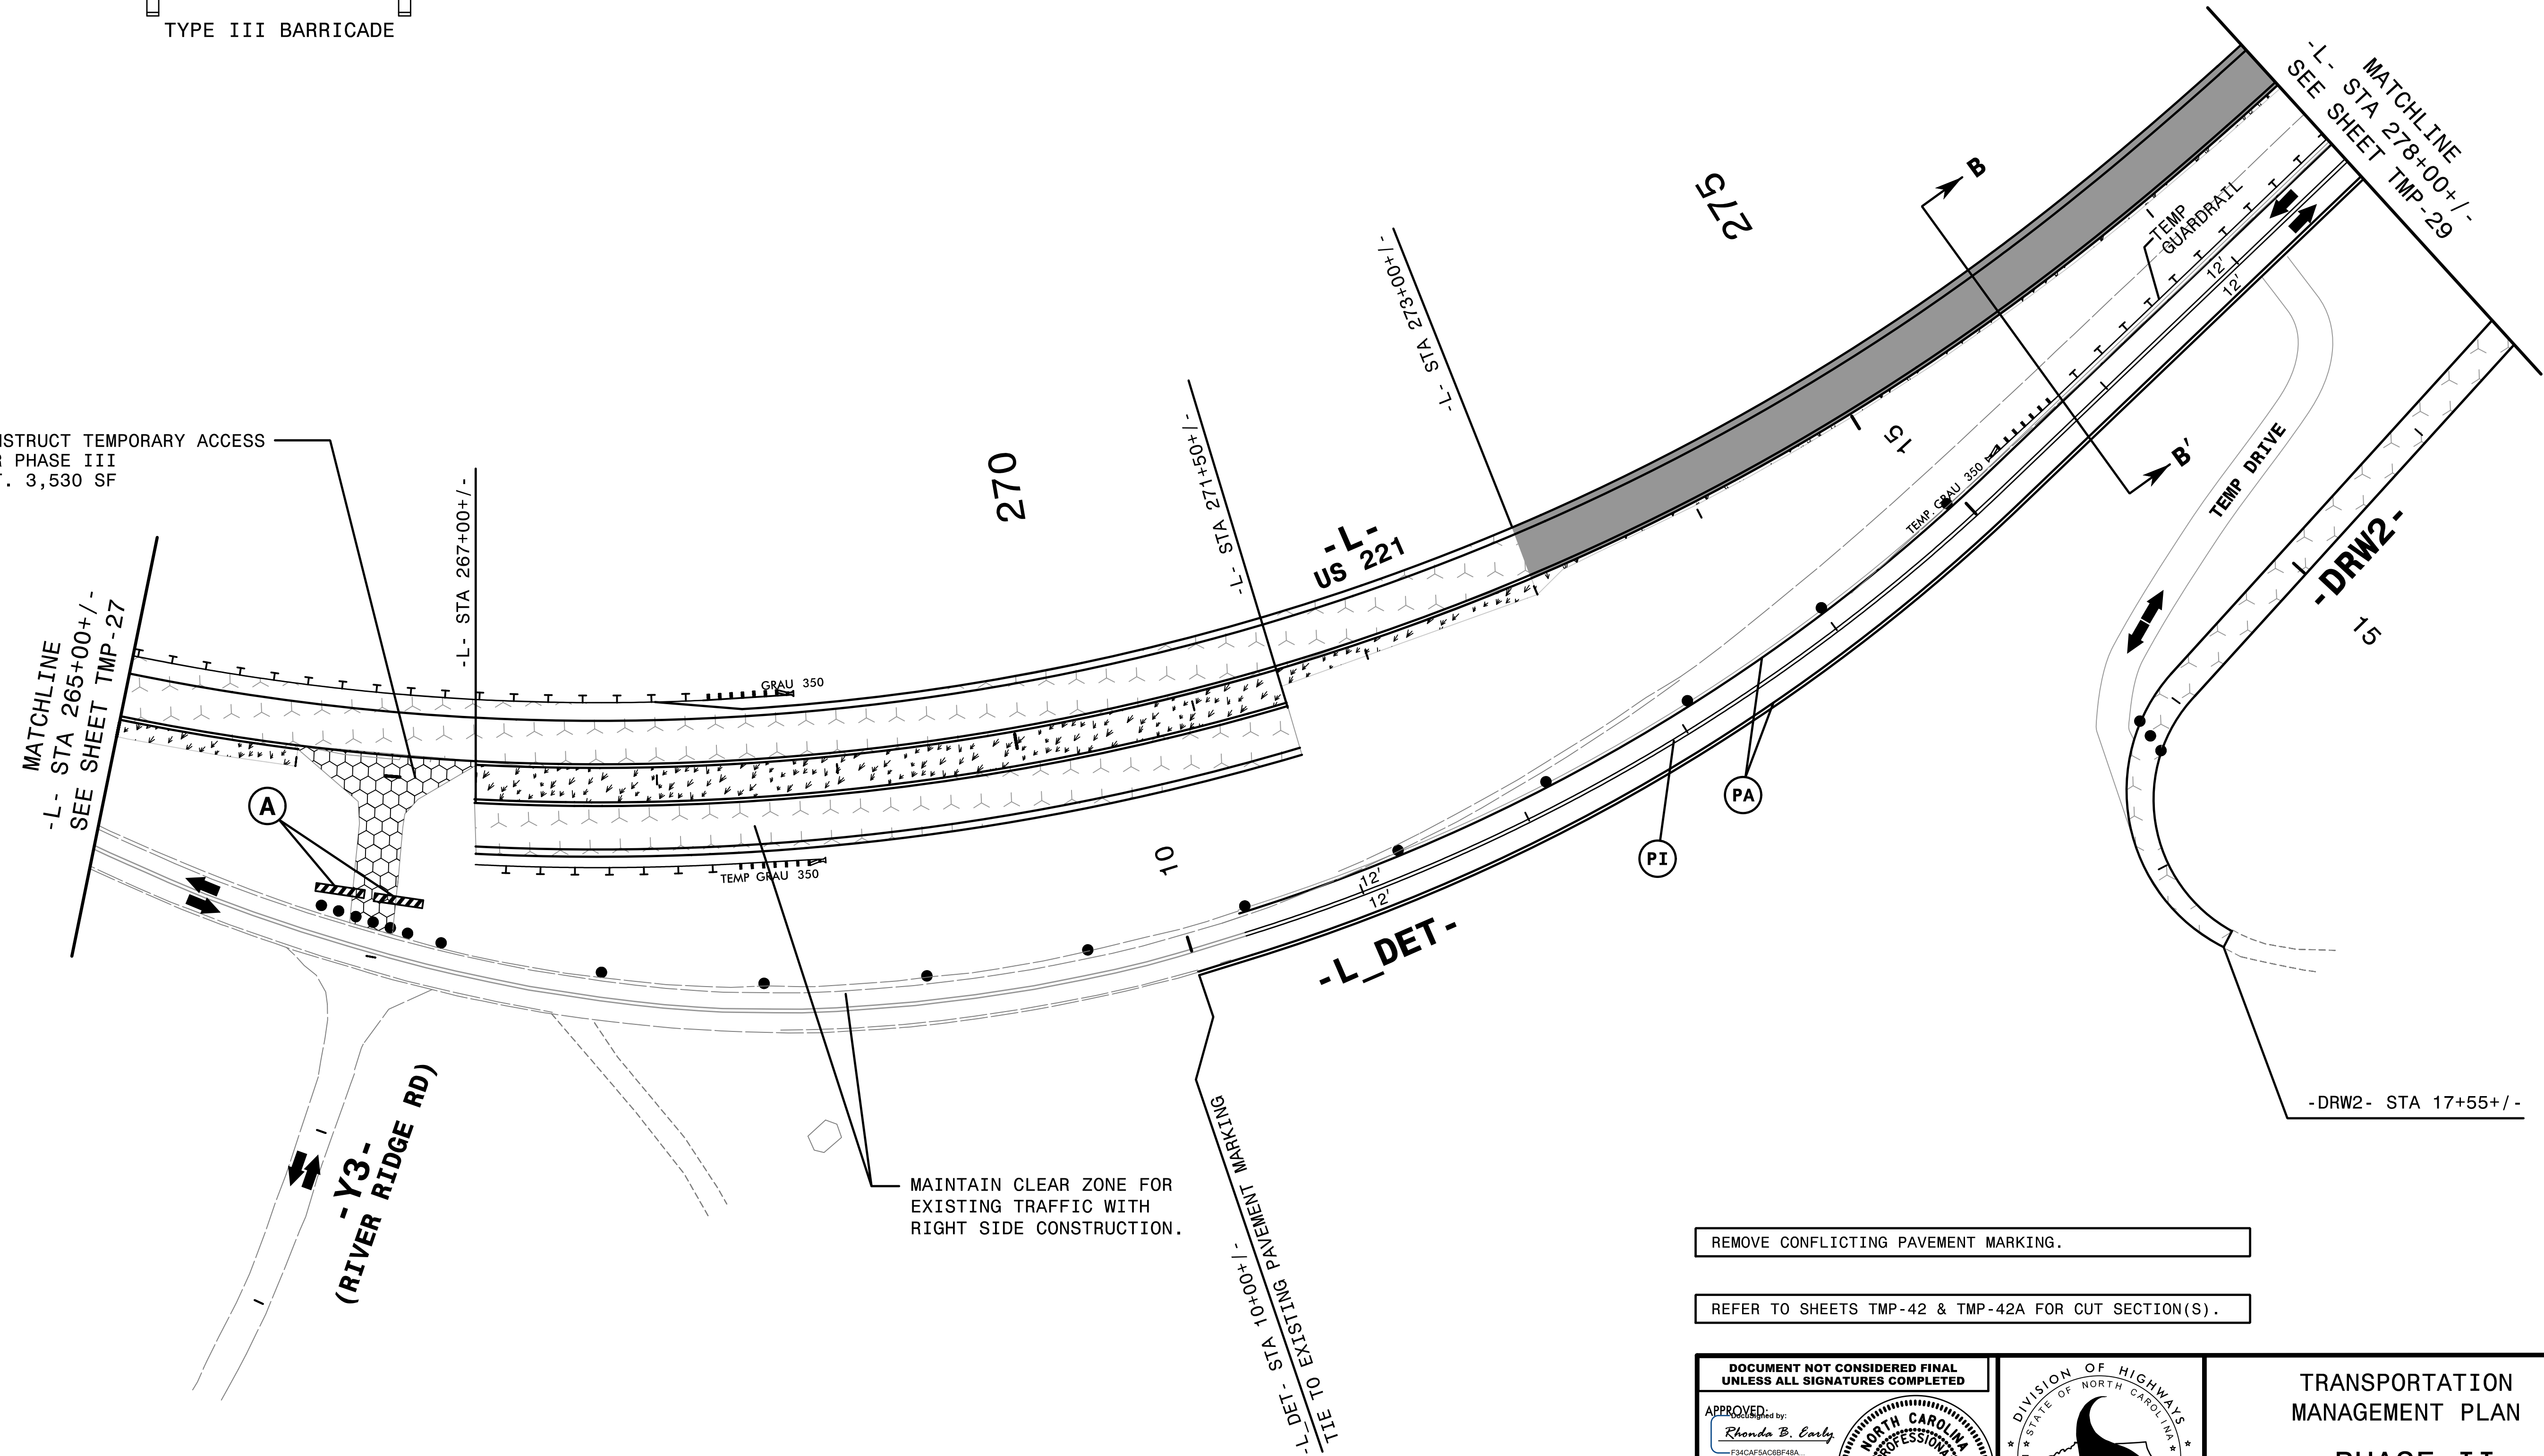 TYPE III BARRICADE
NSTRUCT TEMPORARY ACCESS
R PHASE III
T. 3,530 SF
MATCHLINE
-L- STA 265+00+/-
SEE SHEET TMP-27
A
-L- STA 267+00+/-
GRAU 350
TEMP GRAU 350
270
-L- STA 271+50+/-
-L-
US 221
-L- STA 273+00+/-
275
B
B'
MATCHLINE
-L- STA 278+00+/-
SEE SHEET TMP-29
TEMP
GUARDRAIL
12'
12'
TEMP. GRAU 350
15
TEMP DRIVE
-DRW2-
15
10
12'
12'
-L_DET-
PI
PA
-Y3-
(RIVER RIDGE RD)
MAINTAIN CLEAR ZONE FOR
EXISTING TRAFFIC WITH
RIGHT SIDE CONSTRUCTION.
-L_DET- STA 10+00+/-
TIE TO EXISTING PAVEMENT MARKING
-DRW2- STA 17+55+/-
REMOVE CONFLICTING PAVEMENT MARKING.
REFER TO SHEETS TMP-42 & TMP-42A FOR CUT SECTION(S).
DOCUMENT NOT CONSIDERED FINAL
UNLESS ALL SIGNATURES COMPLETED
APPROVED:
DocuSigned by:
Rhonda B. Early
F34CAF5AC6BF48A...
NORTH CAROLINA
PROFESSIONA
DIVISION OF HIGHWAYS
STATE OF NORTH CAROLINA
TRANSPORTATION
MANAGEMENT PLAN
PHASE II